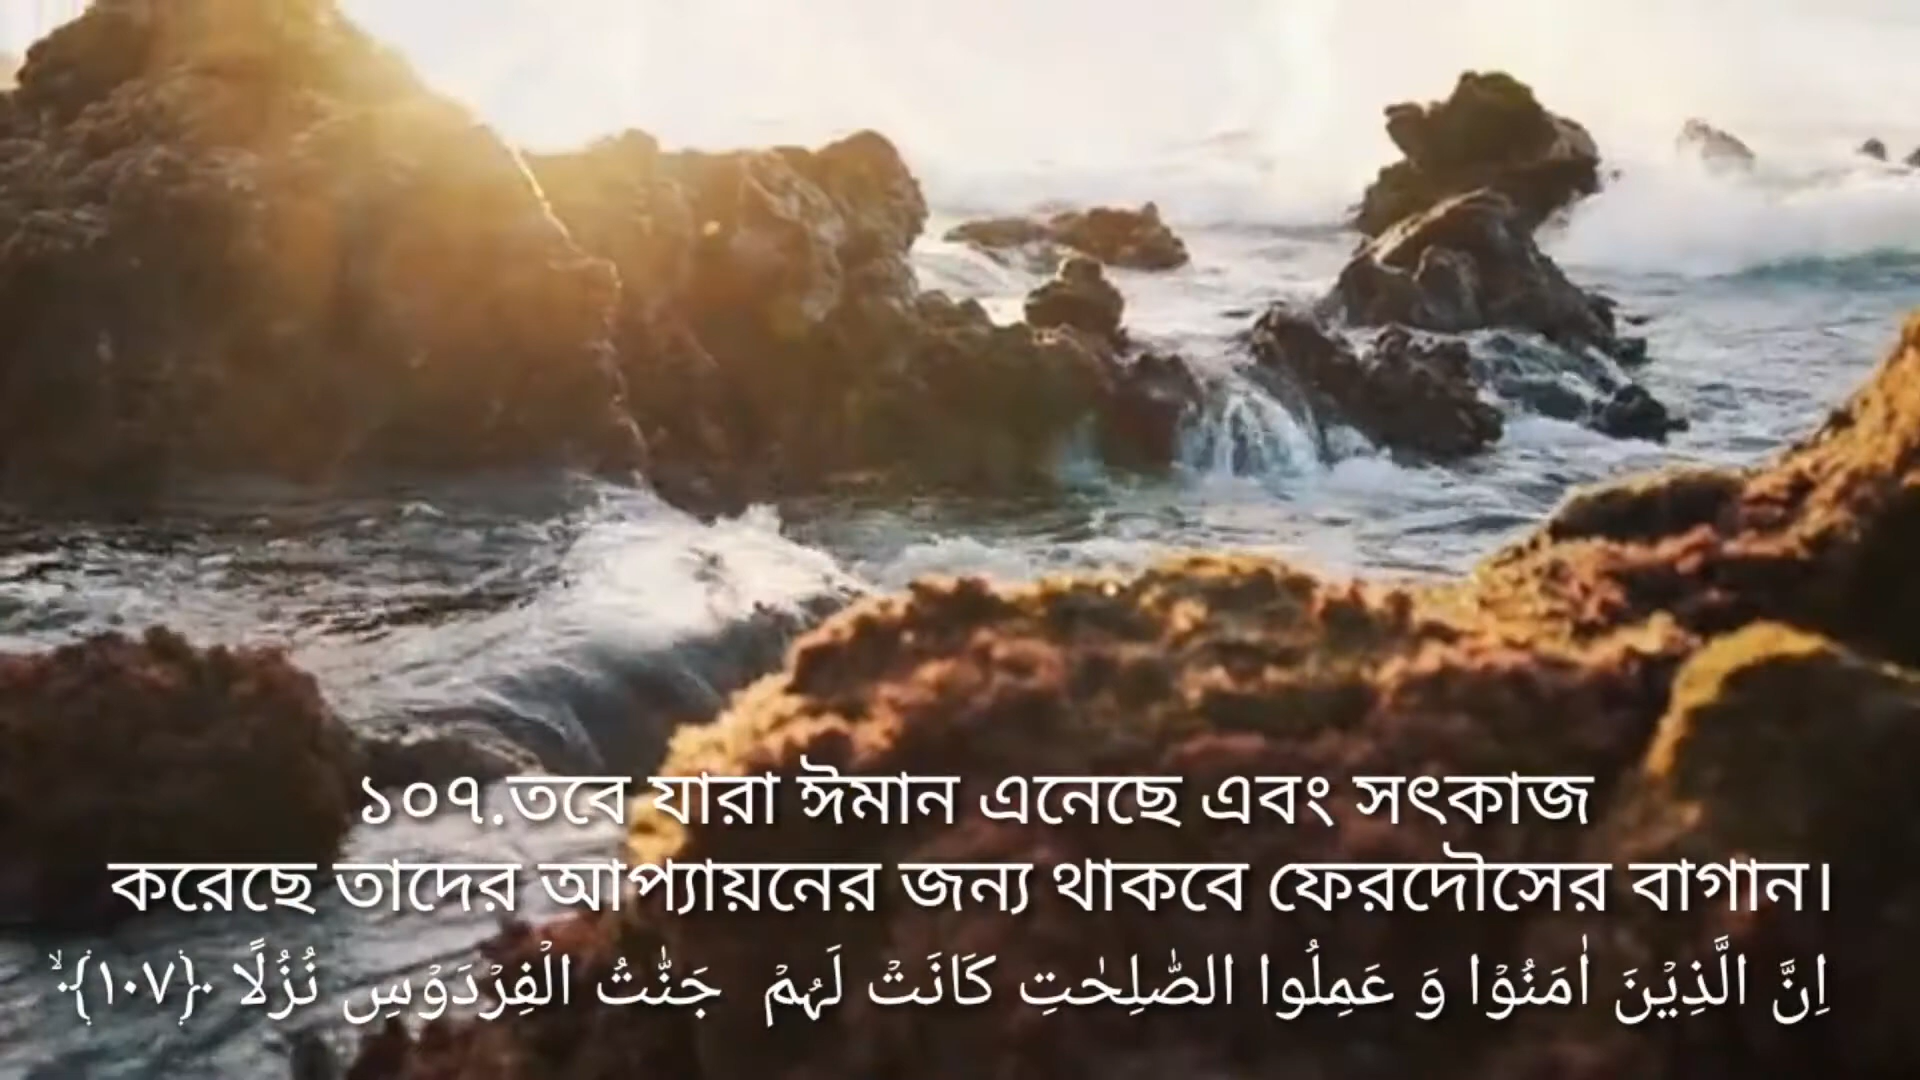 ১০৭.তবে যারা ঈমান এনেছে এবং সৎকাজ
করেছে তাদের আপ্যায়নের জন্য থাকবে ফেরদৌসের বাগান।
اِنَّ الَّذِیۡنَ اٰمَنُوۡا وَ عَمِلُوا الصّٰلِحٰتِ کَانَتۡ لَہُمۡ جَنّٰتُ الۡفِرۡدَوۡسِ نُزُلًا ﴿۱۰۷﴾ۙ